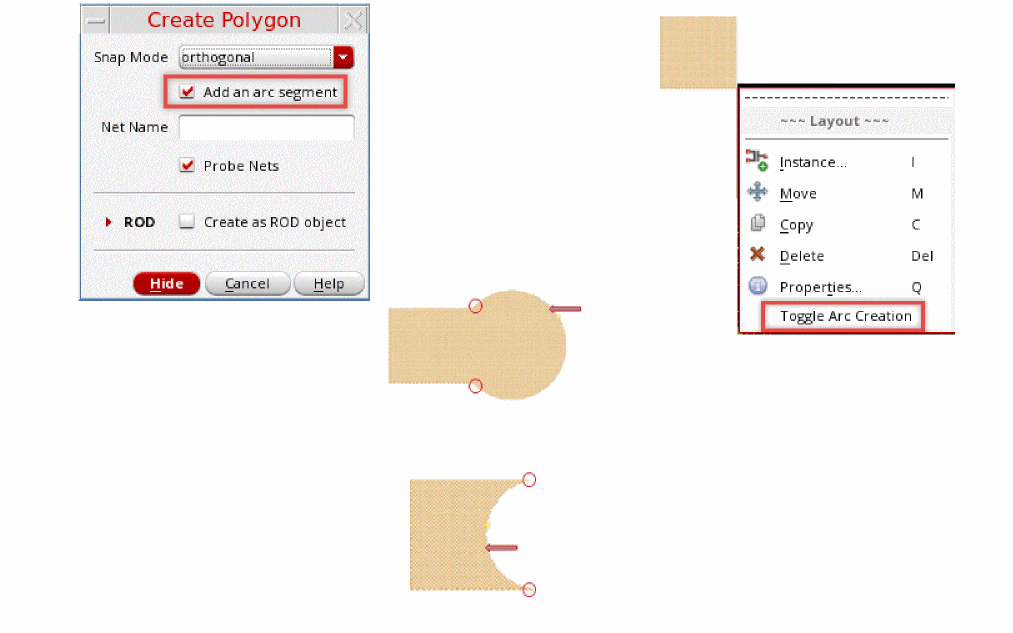 Create Polygon
Snap Mode orthogonal
Add an arc segment
Net Name
Probe Nets
ROD Create as ROD object
Hide Cancel Help
~~~ Layout ~~~
Instance... I
Move M
Copy C
Delete Del
Properties... Q
Toggle Arc Creation